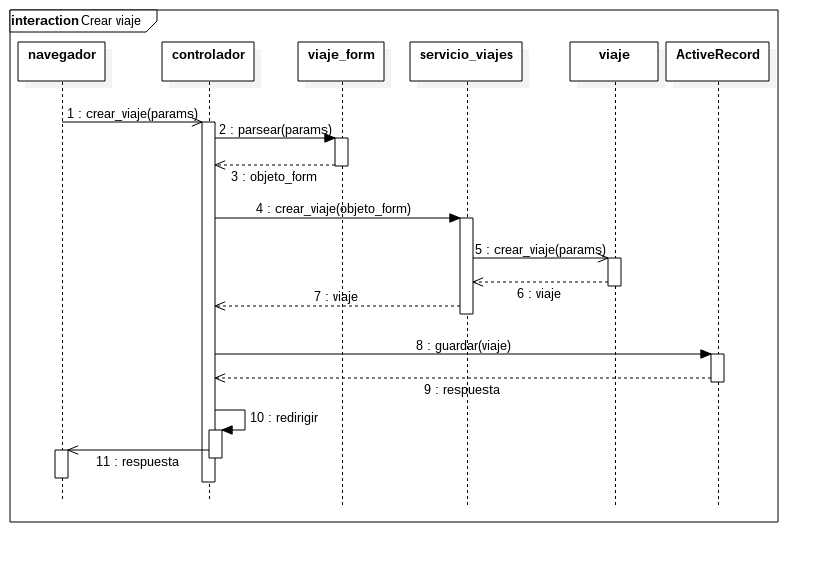 interaction Crear viaje
navegador
controlador
viaje_form
servicio_viajes
viaje
ActiveRecord
1 : crear_viaje(params)
2 : parsear(params)
3 : objeto_form
4 : crear_viaje(objeto_form)
5 : crear_viaje(params)
6 : viaje
7 : viaje
8 : guardar(viaje)
9 : respuesta
10 : redirigir
11 : respuesta